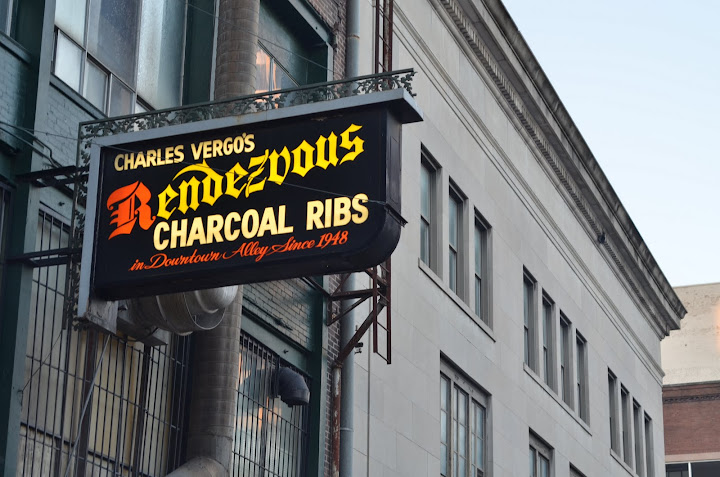 CHARLES VERGO'S
Rendezvous
CHARCOAL RIBS
in Downtown Alley Since 1948